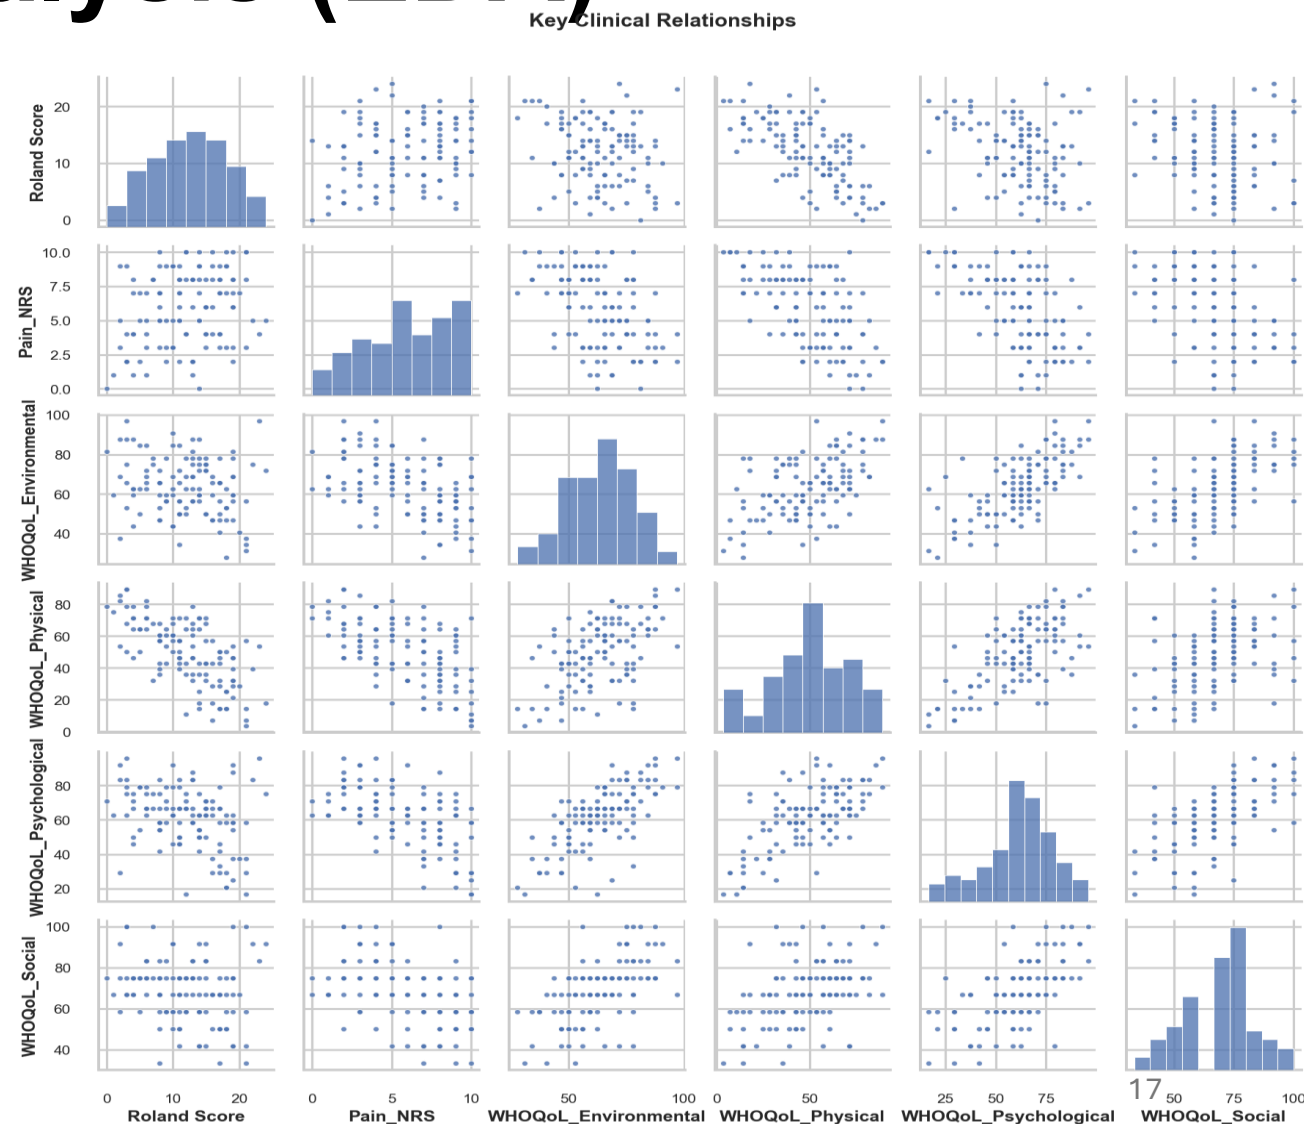 Key Clinical Relationships
Roland Score
20
10
0
Pain_NRS
10.0
7.5
5.0
2.5
0.0
WHOQoL_Environmental
100
80
60
40
WHOQoL_Physical
80
60
40
20
0
WHOQoL_Psychological
80
60
40
20
WHOQoL_Social
100
80
60
40
17
0 10 20 0 5 10 50 100 0 50 25 50 75 50 75 100
Roland Score Pain_NRS WHOQoL_Environmental WHOQoL_Physical WHOQoL_Psychological WHOQoL_Social